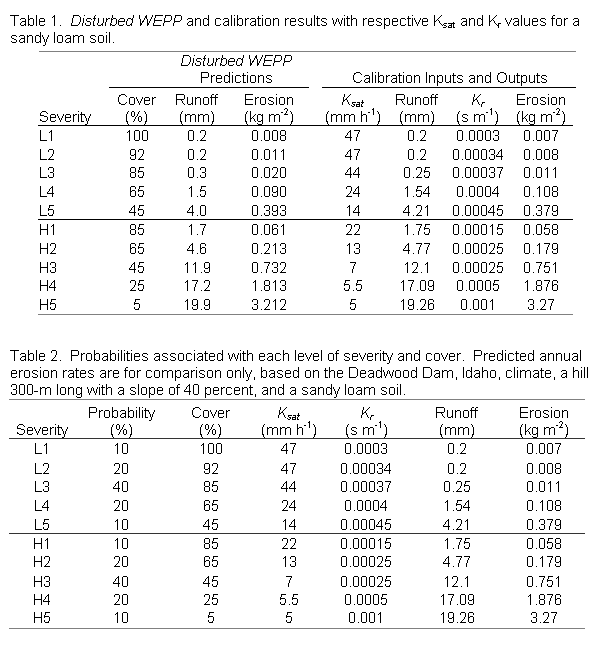 Table 1. Disturbed WEPP and calibration results with respective Ksat and Kr values for a
sandy loam soil.
Disturbed WEPP
Predictions Calibration Inputs and Outputs
Cover Runoff Erosion Ksat Runoff Kr Erosion
Severity (%) (mm) (kg m-2) (mm h-1) (mm) (s m-1) (kg m-2)
L1 100 0.2 0.008 47 0.2 0.0003 0.007
L2 92 0.2 0.011 47 0.2 0.00034 0.008
L3 85 0.3 0.020 44 0.25 0.00037 0.011
L4 65 1.5 0.090 24 1.54 0.0004 0.108
L5 45 4.0 0.393 14 4.21 0.00045 0.379
H1 85 1.7 0.061 22 1.75 0.00015 0.058
H2 65 4.6 0.213 13 4.77 0.00025 0.179
H3 45 11.9 0.732 7 12.1 0.00025 0.751
H4 25 17.2 1.813 5.5 17.09 0.0005 1.876
H5 5 19.9 3.212 5 19.26 0.001 3.27
Table 2. Probabilities associated with each level of severity and cover. Predicted annual
erosion rates are for comparison only, based on the Deadwood Dam, Idaho, climate, a hill
300-m long with a slope of 40 percent, and a sandy loam soil.
Probability Cover Ksat Kr Runoff Erosion
Severity (%) (%) (mm h-1) (s m-1) (mm) (kg m-2)
L1 10 100 47 0.0003 0.2 0.007
L2 20 92 47 0.00034 0.2 0.008
L3 40 85 44 0.00037 0.25 0.011
L4 20 65 24 0.0004 1.54 0.108
L5 10 45 14 0.00045 4.21 0.379
H1 10 85 22 0.00015 1.75 0.058
H2 20 65 13 0.00025 4.77 0.179
H3 40 45 7 0.00025 12.1 0.751
H4 20 25 5.5 0.0005 17.09 1.876
H5 10 5 5 0.001 19.26 3.27